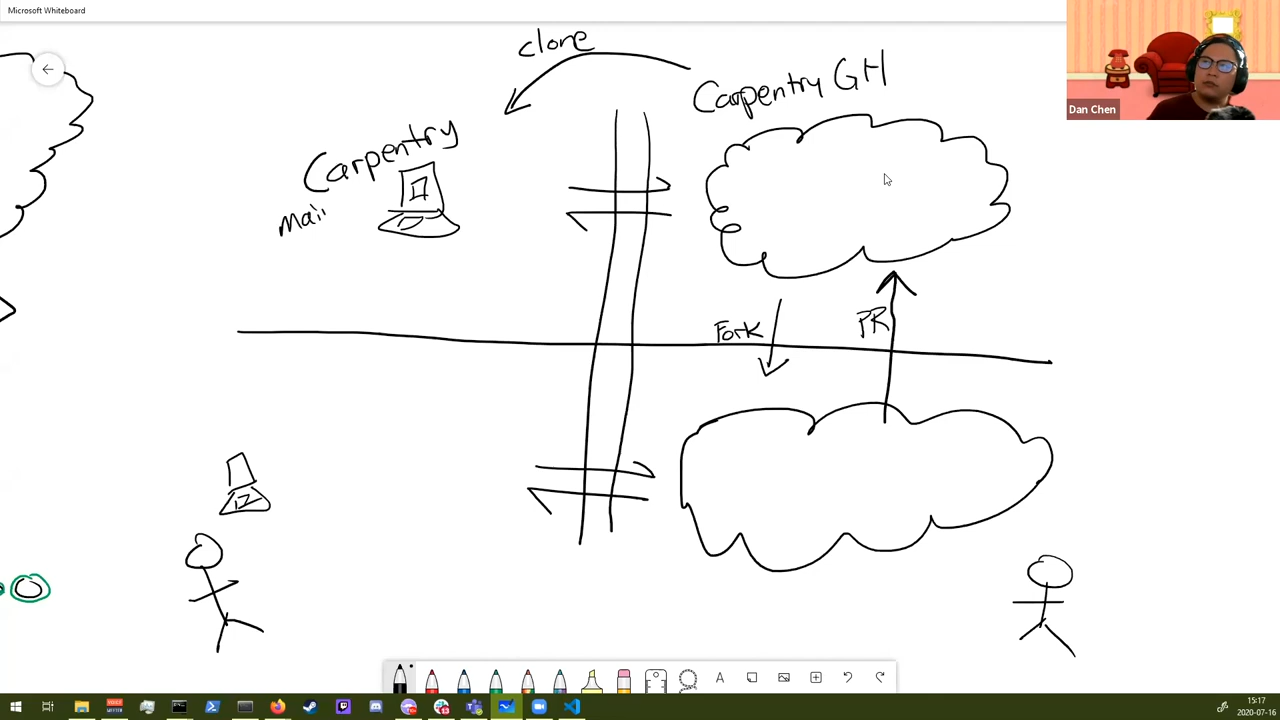 Microsoft Whiteboard
clone
Carpentry GH
Carpentry
Dan Chen
Fork
PR
A
15:17
2020-07-16